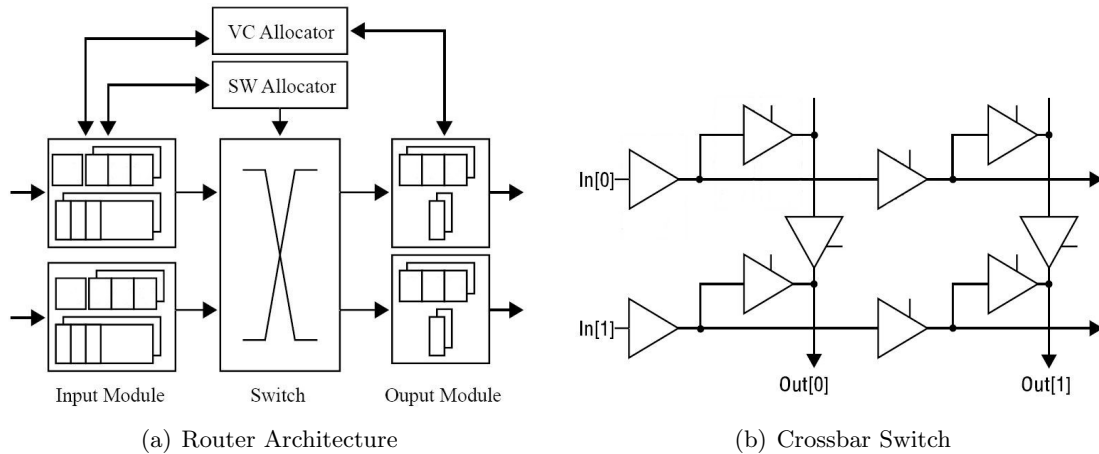 VC Allocator
SW Allocator
Input Module
Switch
Ouput Module
(a) Router Architecture
In[0]
In[1]
Out[0]
Out[1]
(b) Crossbar Switch